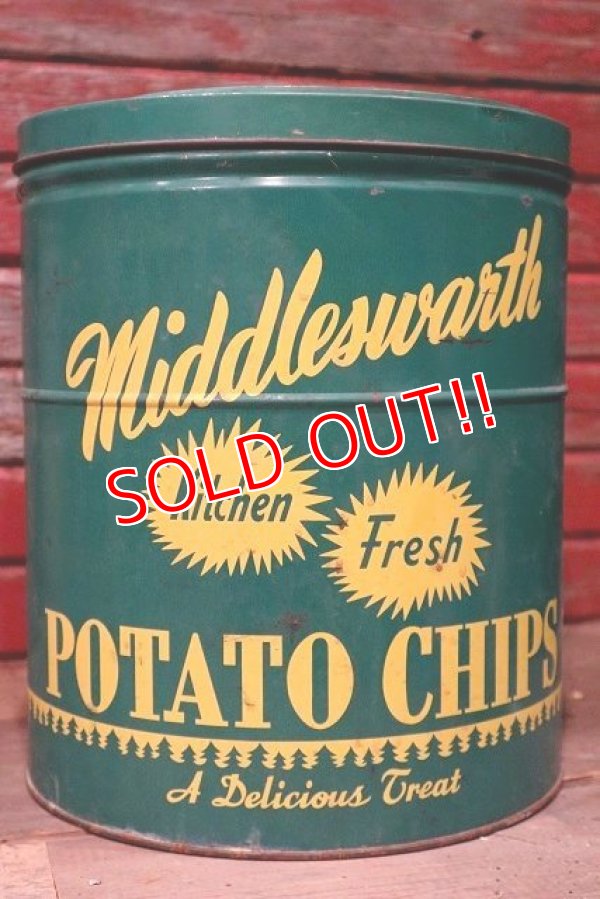 Middleswarth
SOLD OUT!!
Kitchen
Fresh
POTATO CHIPS
A Delicious Treat